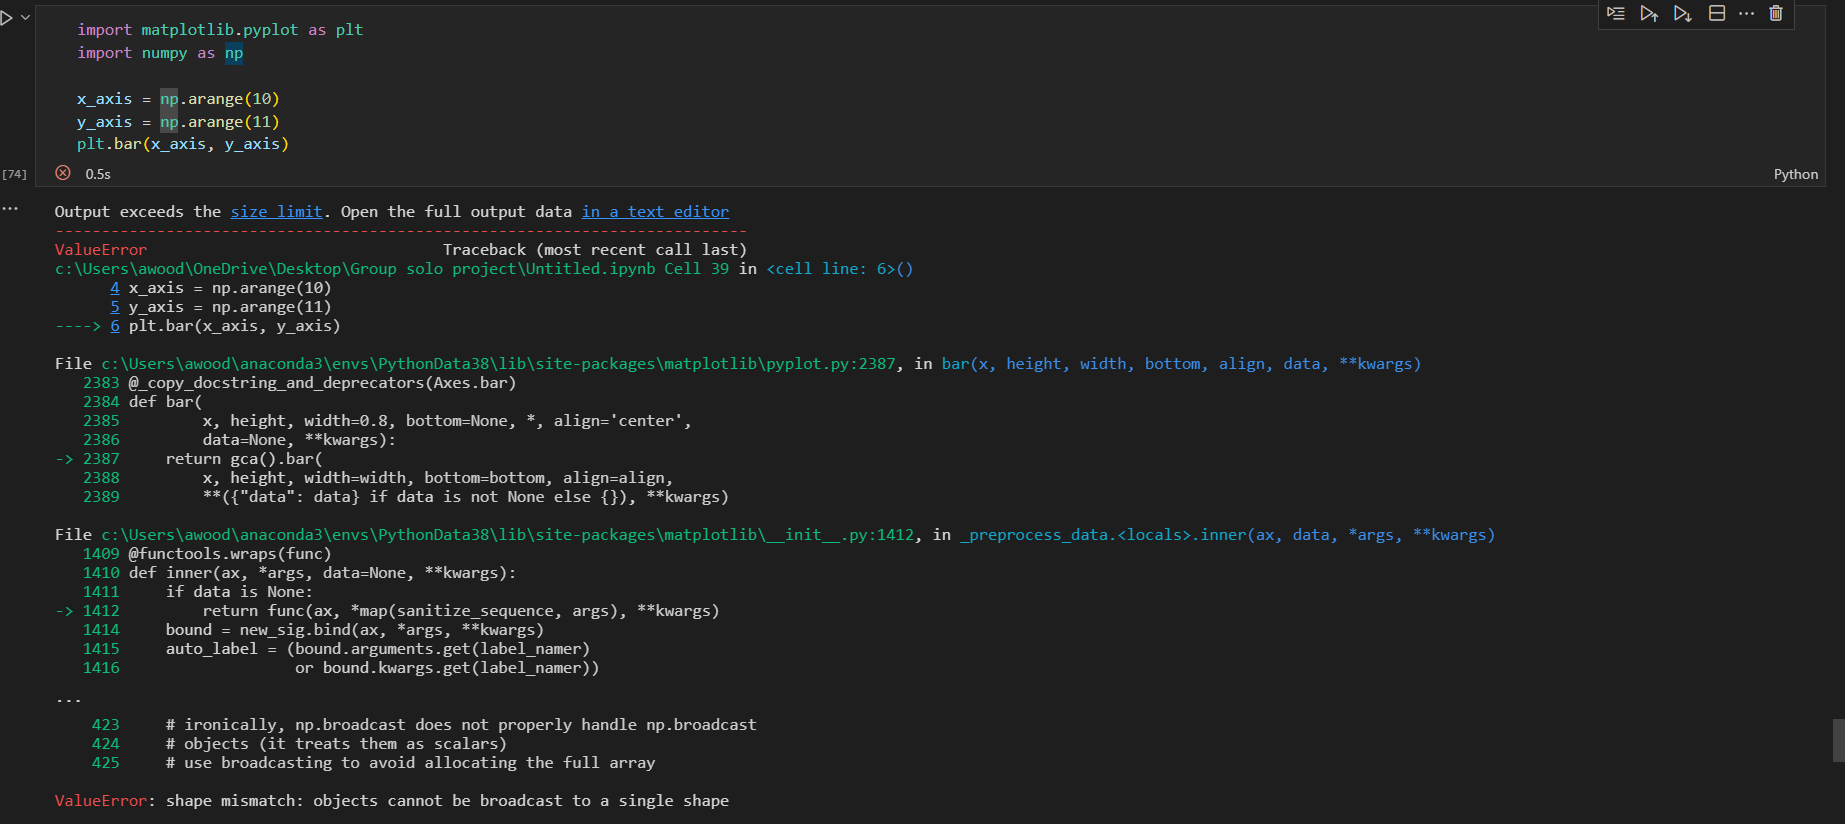 import matplotlib.pyplot as plt
import numpy as np
x_axis = np.arange(10)
y_axis = np.arange(11)
plt.bar(x_axis, y_axis)
[74]
0.5s
Python
...
Output exceeds the size limit. Open the full output data in a text editor
---------------------------------------------------------------------------
ValueError                                Traceback (most recent call last)
c:\Users\awood\OneDrive\Desktop\Group solo project\Untitled.ipynb Cell 39 in <cell line: 6>()
      4 x_axis = np.arange(10)
      5 y_axis = np.arange(11)
----> 6 plt.bar(x_axis, y_axis)
File c:\Users\awood\anaconda3\envs\PythonData38\lib\site-packages\matplotlib\pyplot.py:2387, in bar(x, height, width, bottom, align, data, **kwargs)
   2383 @_copy_docstring_and_deprecators(Axes.bar)
   2384 def bar(
   2385         x, height, width=0.8, bottom=None, *, align='center',
   2386         data=None, **kwargs):
-> 2387     return gca().bar(
   2388         x, height, width=width, bottom=bottom, align=align,
   2389         **({"data": data} if data is not None else {}), **kwargs)
File c:\Users\awood\anaconda3\envs\PythonData38\lib\site-packages\matplotlib\__init__.py:1412, in _preprocess_data.<locals>.inner(ax, data, *args, **kwargs)
   1409 @functools.wraps(func)
   1410 def inner(ax, *args, data=None, **kwargs):
   1411     if data is None:
-> 1412         return func(ax, *map(sanitize_sequence, args), **kwargs)
   1414     bound = new_sig.bind(ax, *args, **kwargs)
   1415     auto_label = (bound.arguments.get(label_namer)
   1416                   or bound.kwargs.get(label_namer))
...
    423     # ironically, np.broadcast does not properly handle np.broadcast
    424     # objects (it treats them as scalars)
    425     # use broadcasting to avoid allocating the full array
ValueError: shape mismatch: objects cannot be broadcast to a single shape